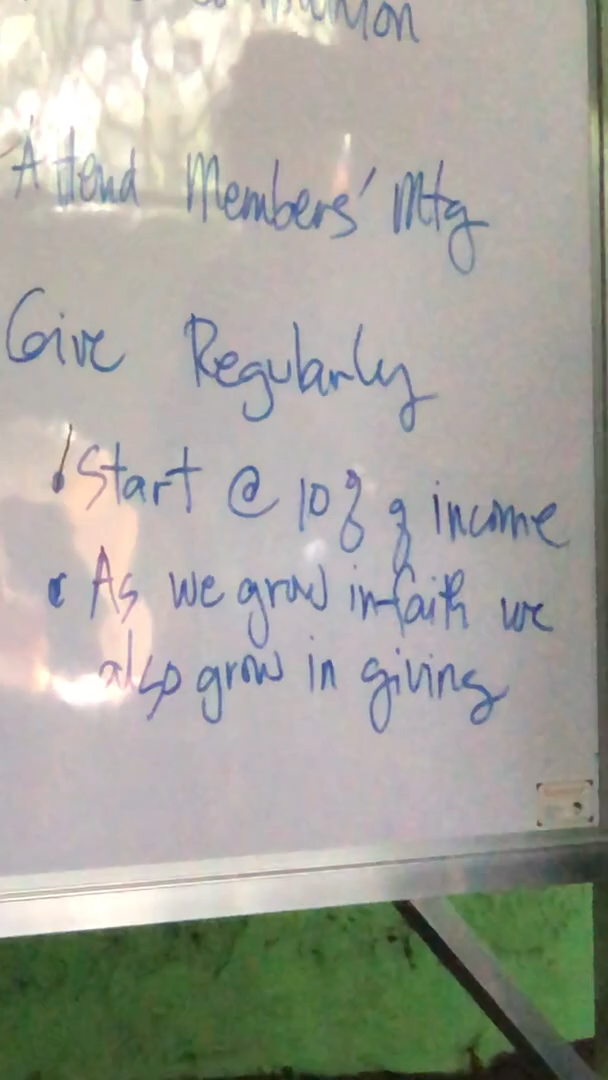 Communion
Attend Members' Mtg
Give Regularly
Start @ 10% of income
• As we grow in faith we
also grow in giving